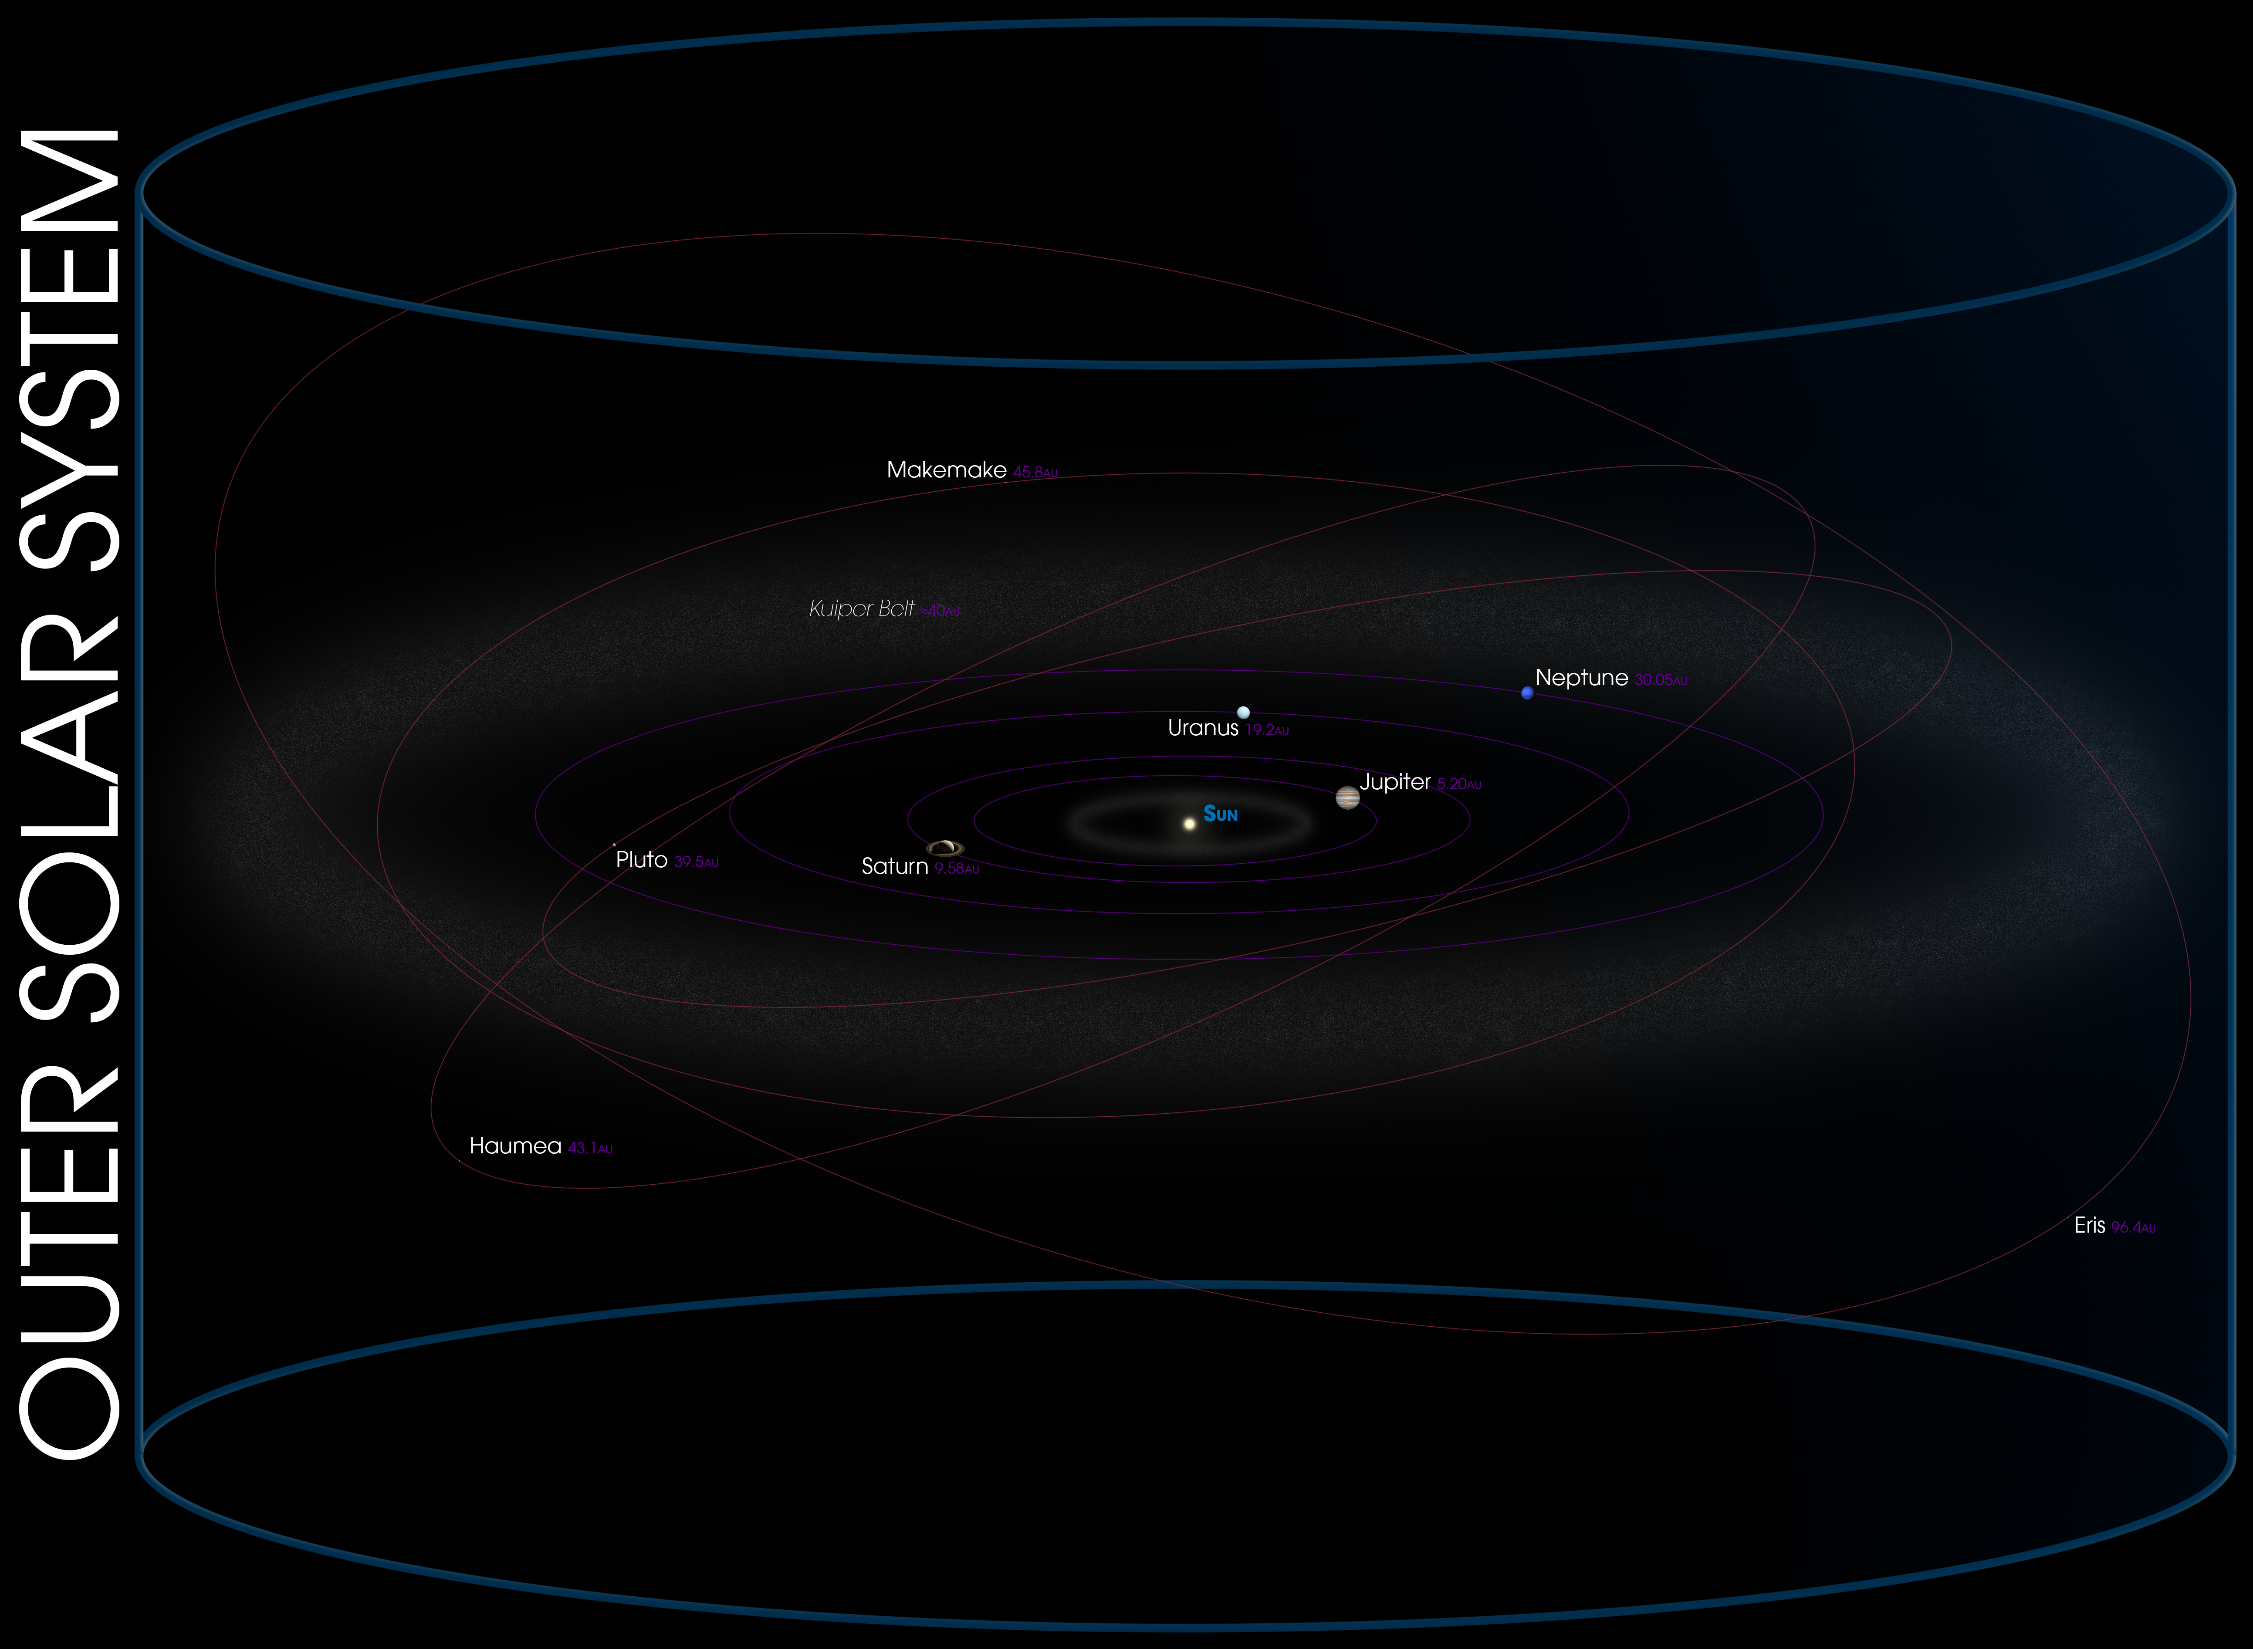 OUTER SOLAR SYSTEM
Makemake 45.8AU
Kuiper Belt ≈40AU
Neptune 30.05AU
Uranus 19.2AU
Jupiter 5.20AU
SUN
Pluto 39.5AU
Saturn 9.58AU
Haumea 43.1AU
Eris 96.4AU